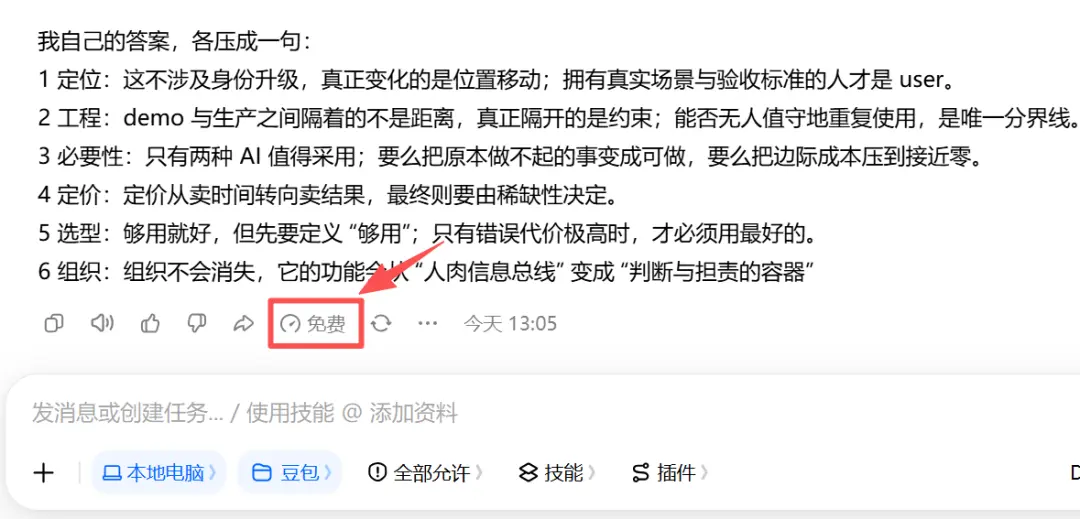 我自己的答案，各压成一句：
1 定位：这不涉及身份升级，真正变化的是位置移动；拥有真实场景与验收标准的人才是 user。
2 工程：demo 与生产之间隔着的不是距离，真正隔开的是约束；能否无人值守地重复使用，是唯一分界线。
3 必要性：只有两种 AI 值得采用；要么把原本做不起的事变成可做，要么把边际成本压到接近零。
4 定价：定价从卖时间转向卖结果，最终则要由稀缺性决定。
5 选型：够用就好，但先要定义 “够用”；只有错误代价极高时，才必须用最好的。
6 组织：组织不会消失，它的功能会从 “人肉信息总线” 变成 “判断与担责的容器”
免费 今天 13:05
发消息或创建任务... / 使用技能 @ 添加资料
本地电脑 豆包 全部允许 技能 插件